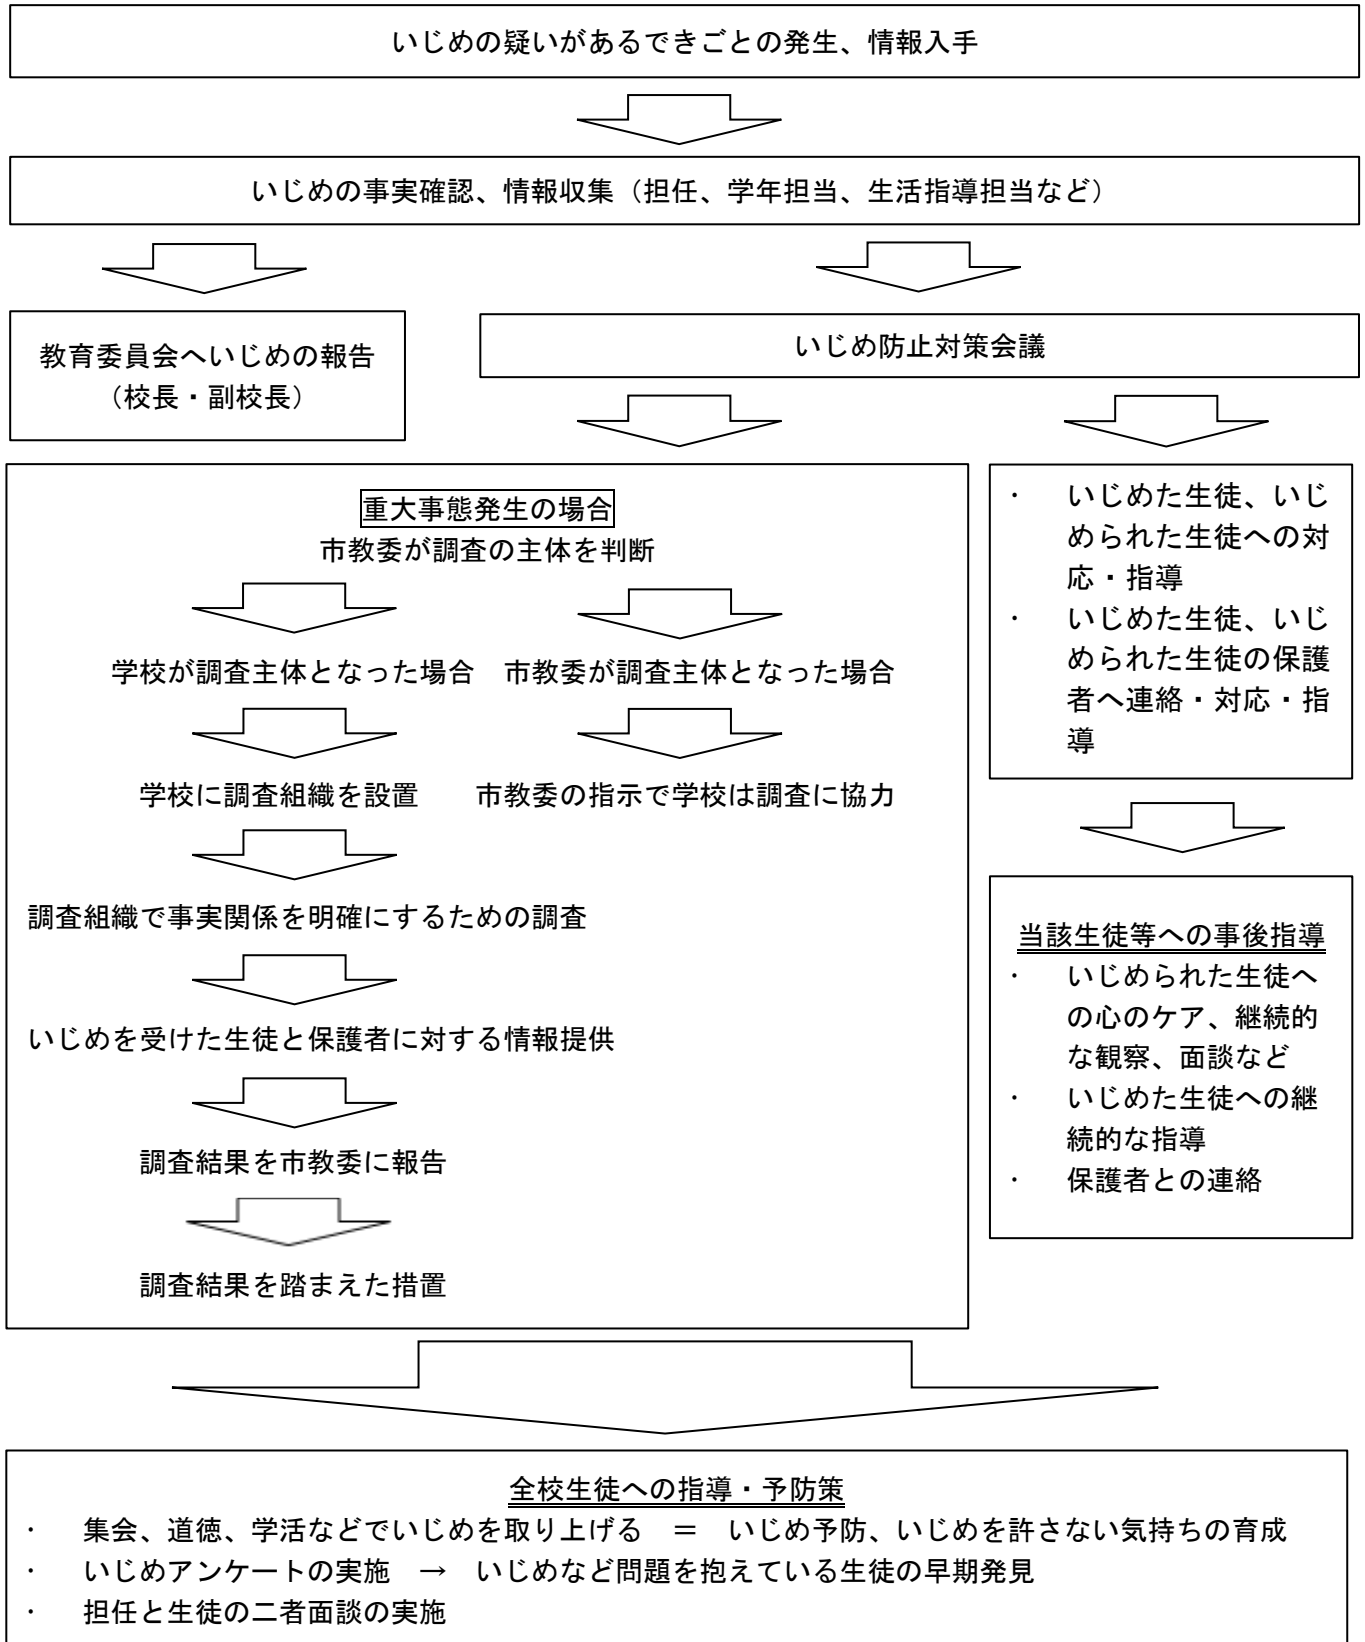 いじめの疑いがあるできごとの発生、情報入手
いじめの事実確認、情報収集（担任、学年担当、生活指導担当など）
教育委員会へいじめの報告
（校長・副校長）
いじめ防止対策会議
重大事態発生の場合
市教委が調査の主体を判断
学校が調査主体となった場合
市教委が調査主体となった場合
学校に調査組織を設置
市教委の指示で学校は調査に協力
調査組織で事実関係を明確にするための調査
いじめを受けた生徒と保護者に対する情報提供
調査結果を市教委に報告
調査結果を踏まえた措置
・ いじめた生徒、いじ
められた生徒への対
応・指導
・ いじめた生徒、いじ
められた生徒の保護
者へ連絡・対応・指
導
当該生徒等への事後指導
・ いじめられた生徒へ
の心のケア、継続的
な観察、面談など
・ いじめた生徒への継
続的な指導
・ 保護者との連絡
全校生徒への指導・予防策
・ 集会、道徳、学活などでいじめを取り上げる ＝ いじめ予防、いじめを許さない気持ちの育成
・ いじめアンケートの実施 → いじめなど問題を抱えている生徒の早期発見
・ 担任と生徒の二者面談の実施